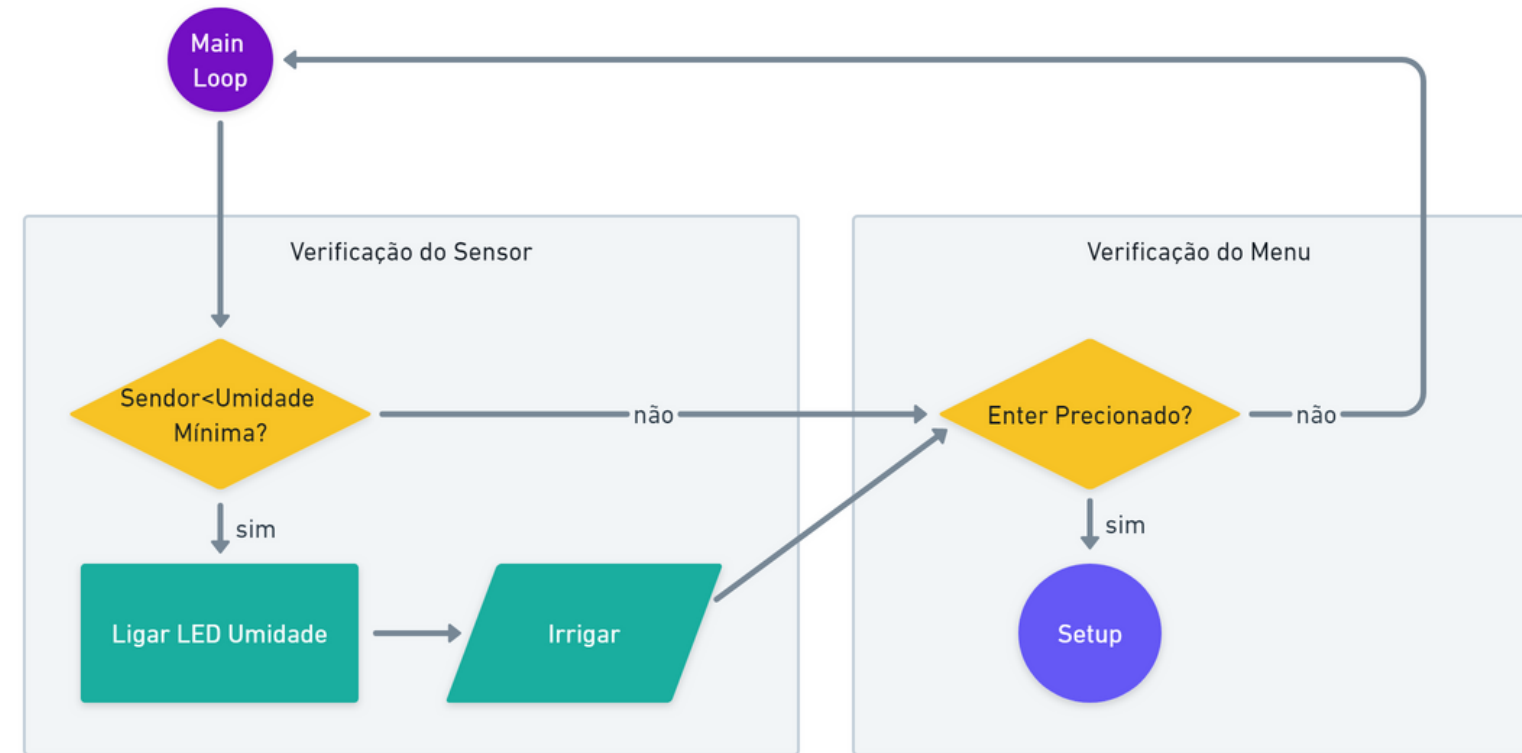 Main
Loop
Verificação do Sensor
Verificação do Menu
Sendor<Umidade
Mínima?
não
Enter Precionado?
não
sim
sim
Ligar LED Umidade
Irrigar
Setup